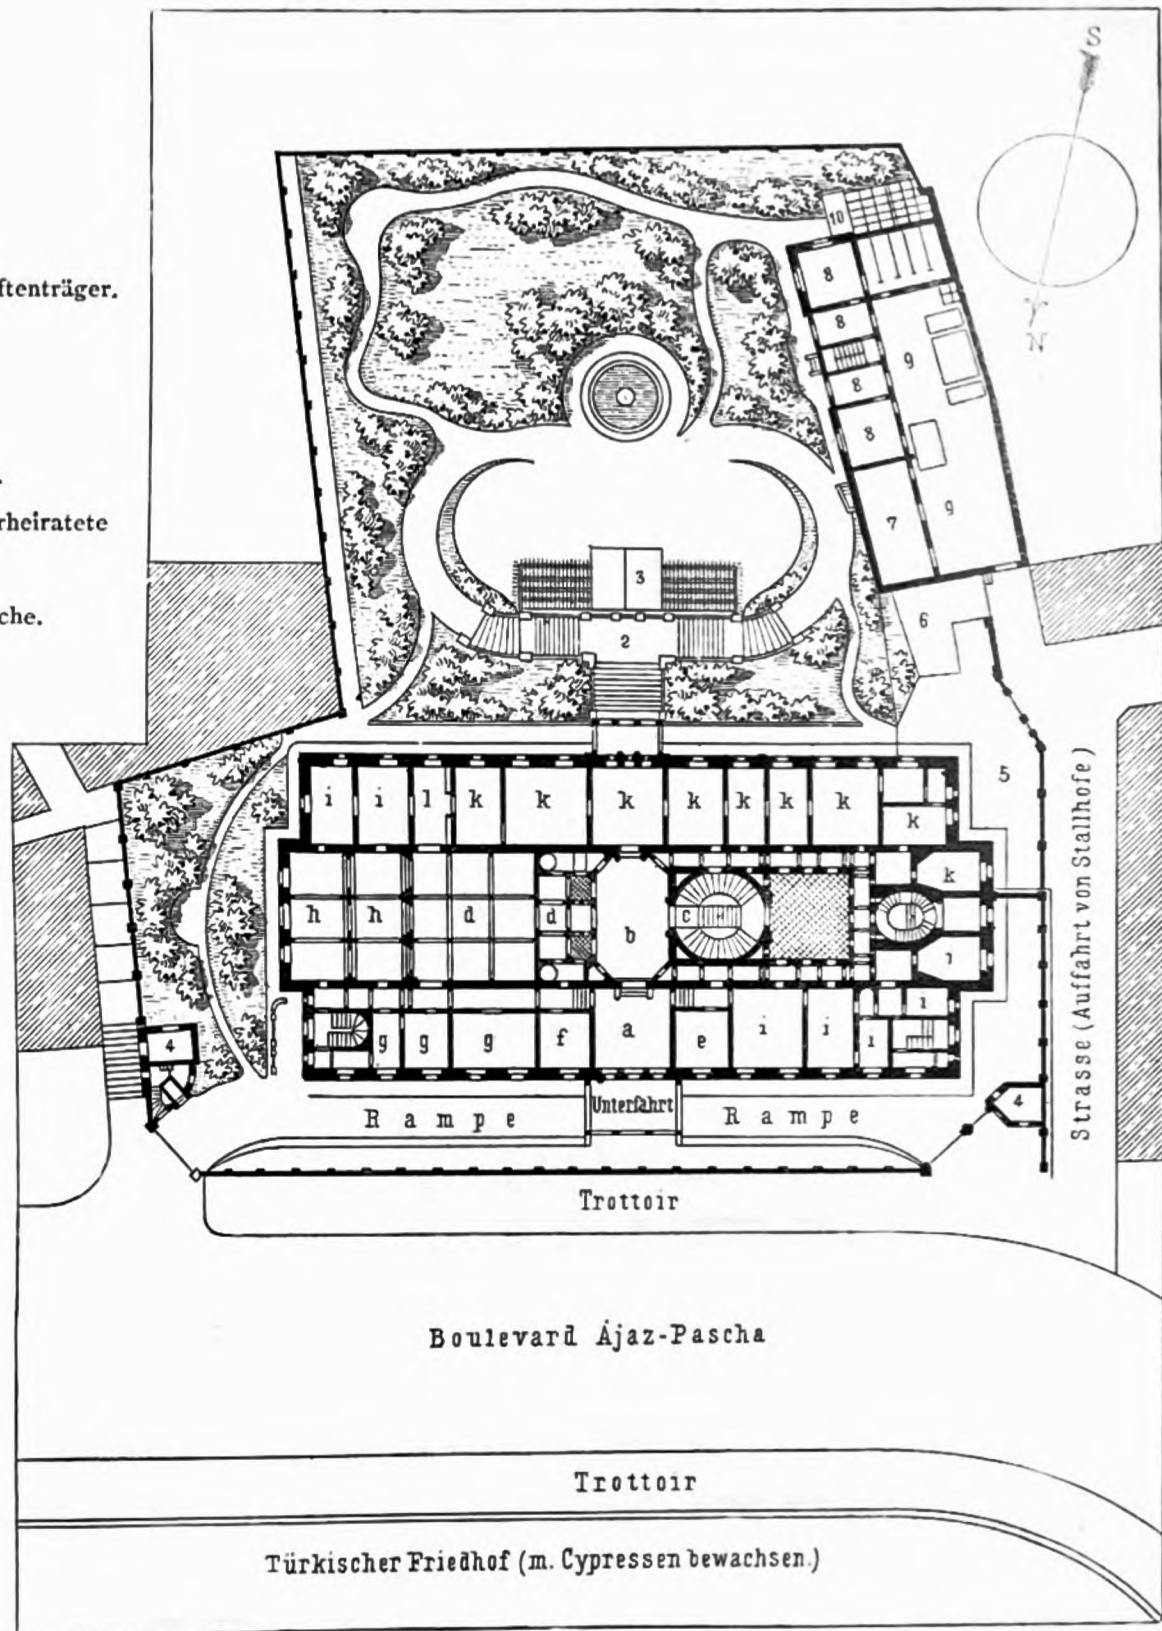 S
N
ftenträger.
rheiratete
che.
10
8
8
9
8
8
7
9
3
2
6
5
i i l k k k k k k k
k
h h d d b c k
l
l
g g g f a e i i l
4
4
Rampe Unterfahrt Rampe
Strasse (Auffahrt von Stallhofe)
Trottoir
Boulevard Ájaz-Pascha
Trottoir
Türkischer Friedhof (m. Cypressen bewachsen.)